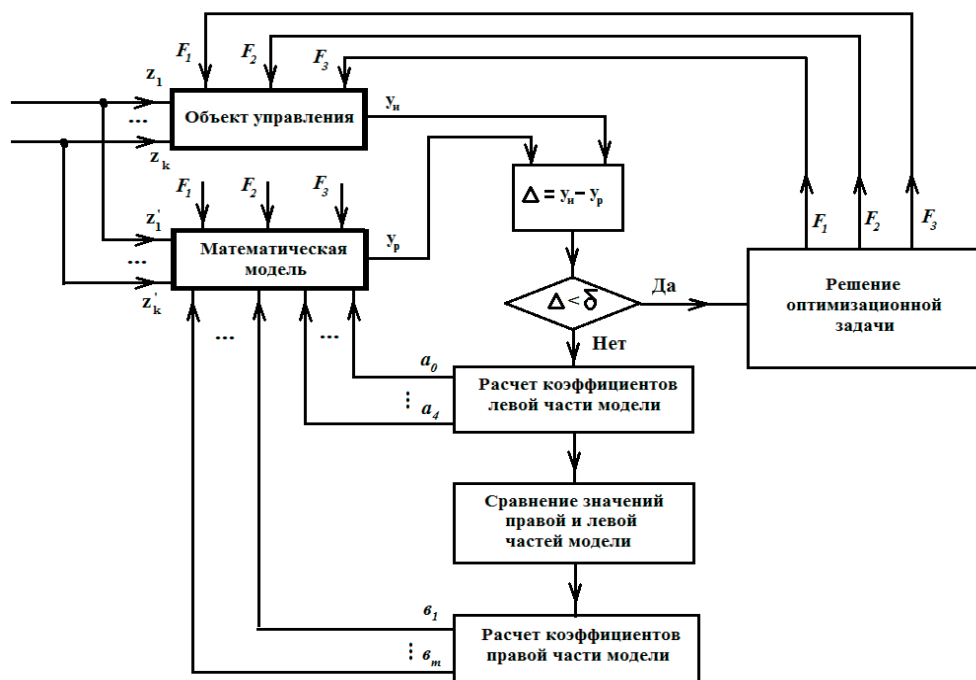 F₁
F₂
F₃
z₁
...
z k
Объект управления
yи
F₁
F₂
F₃
z₁'
...
zk'
Математическая
модель
yр
Δ = yи – yр
Δ < δ
Да
Нет
F₁
F₂
F₃
Решение
оптимизационной
задачи
...
...
a₀
⋮
a₄
Расчет коэффициентов
левой части модели
Сравнение значений
правой и левой
частей модели
в₁
⋮
вm
Расчет коэффициентов
правой части модели